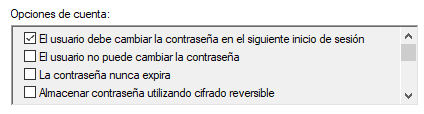 Opciones de cuenta:
El usuario debe cambiar la contraseña en el siguiente inicio de sesión
El usuario no puede cambiar la contraseña
La contraseña nunca expira
Almacenar contraseña utilizando cifrado reversible